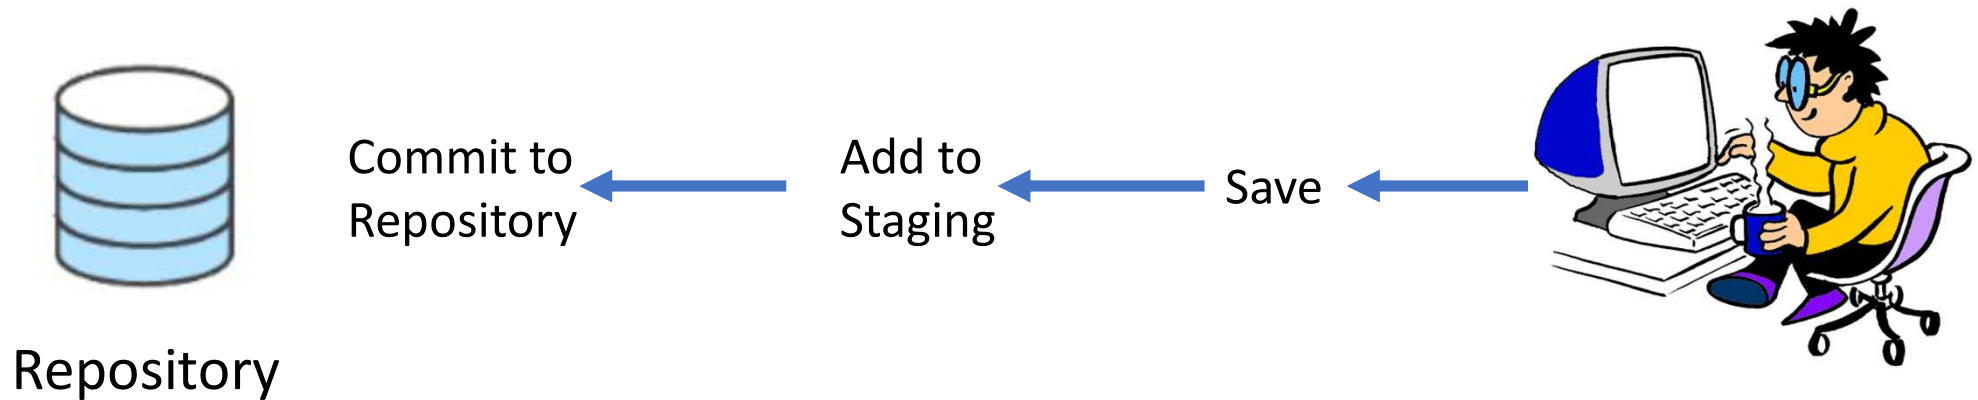 Commit to
Repository
Add to
Staging
Save
Repository